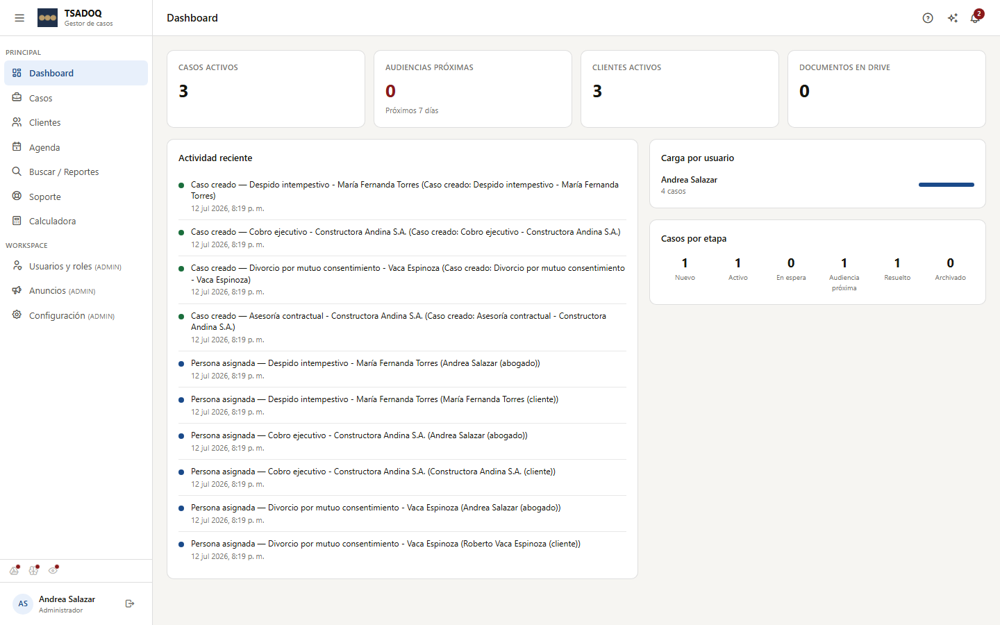 TSADOQ
Gestor de casos
Dashboard
2
PRINCIPAL
Dashboard
Casos
Clientes
Agenda
Buscar / Reportes
Soporte
Calculadora
WORKSPACE
Usuarios y roles (ADMIN)
Anuncios (ADMIN)
Configuración (ADMIN)
AS
Andrea Salazar
Administrador
CASOS ACTIVOS
3
AUDIENCIAS PRÓXIMAS
0
Próximos 7 días
CLIENTES ACTIVOS
3
DOCUMENTOS EN DRIVE
0
Actividad reciente
Caso creado — Despido intempestivo - María Fernanda Torres (Caso creado: Despido intempestivo - María Fernanda
Torres)
12 jul 2026, 8:19 p. m.
Caso creado — Cobro ejecutivo - Constructora Andina S.A. (Caso creado: Cobro ejecutivo - Constructora Andina S.A.)
12 jul 2026, 8:19 p. m.
Caso creado — Divorcio por mutuo consentimiento - Vaca Espinoza (Caso creado: Divorcio por mutuo consentimiento
- Vaca Espinoza)
12 jul 2026, 8:19 p. m.
Caso creado — Asesoría contractual - Constructora Andina S.A. (Caso creado: Asesoría contractual - Constructora
Andina S.A.)
12 jul 2026, 8:19 p. m.
Persona asignada — Despido intempestivo - María Fernanda Torres (Andrea Salazar (abogado))
12 jul 2026, 8:19 p. m.
Persona asignada — Despido intempestivo - María Fernanda Torres (María Fernanda Torres (cliente))
12 jul 2026, 8:19 p. m.
Persona asignada — Cobro ejecutivo - Constructora Andina S.A. (Andrea Salazar (abogado))
12 jul 2026, 8:19 p. m.
Persona asignada — Cobro ejecutivo - Constructora Andina S.A. (Constructora Andina S.A. (cliente))
12 jul 2026, 8:19 p. m.
Persona asignada — Divorcio por mutuo consentimiento - Vaca Espinoza (Andrea Salazar (abogado))
12 jul 2026, 8:19 p. m.
Persona asignada — Divorcio por mutuo consentimiento - Vaca Espinoza (Roberto Vaca Espinoza (cliente))
12 jul 2026, 8:19 p. m.
Carga por usuario
Andrea Salazar
4 casos
Casos por etapa
1 1 0 1 1 0
Nuevo Activo En espera Audiencia Resuelto Archivado
próxima